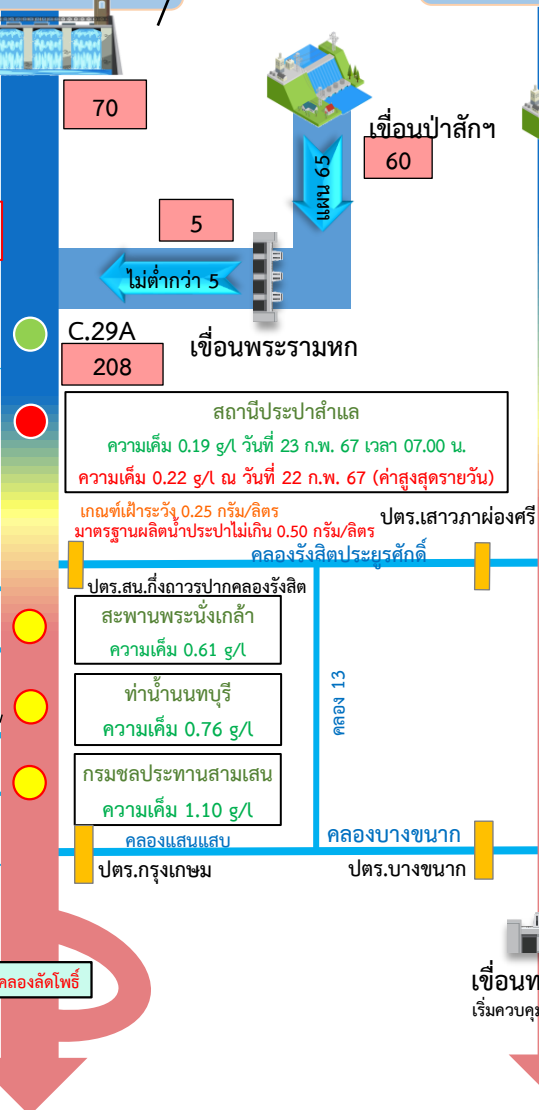 70
เขื่อนป่าสักฯ
60
แผน 65
5
ไม่ต่ำกว่า 5
เขื่อนพระรามหก
C.29A
208
สถานีประปาสำแล
ความเค็ม 0.19 g/l วันที่ 23 ก.พ. 67 เวลา 07.00 น.
ความเค็ม 0.22 g/l ณ วันที่ 22 ก.พ. 67 (ค่าสูงสุดรายวัน)
เกณฑ์เฝ้าระวัง 0.25 กรัม/ลิตร
มาตรฐานผลิตน้ำประปาไม่เกิน 0.50 กรัม/ลิตร
ปตร.เสาวภาผ่องศรี
คลองรังสิตประยูรศักดิ์
ปตร.สน.กึ่งถาวรปากคลองรังสิต
สะพานพระนั่งเกล้า
ความเค็ม 0.61 g/l
ท่าน้ำนนทบุรี
ความเค็ม 0.76 g/l
คลอง 13
กรมชลประทานสามเสน
ความเค็ม 1.10 g/l
คลองแสนแสบ
คลองบางขนาก
ปตร.กรุงเกษม
ปตร.บางขนาก
คลองลัดโพธิ์
เขื่อนท
เริ่มควบคุม